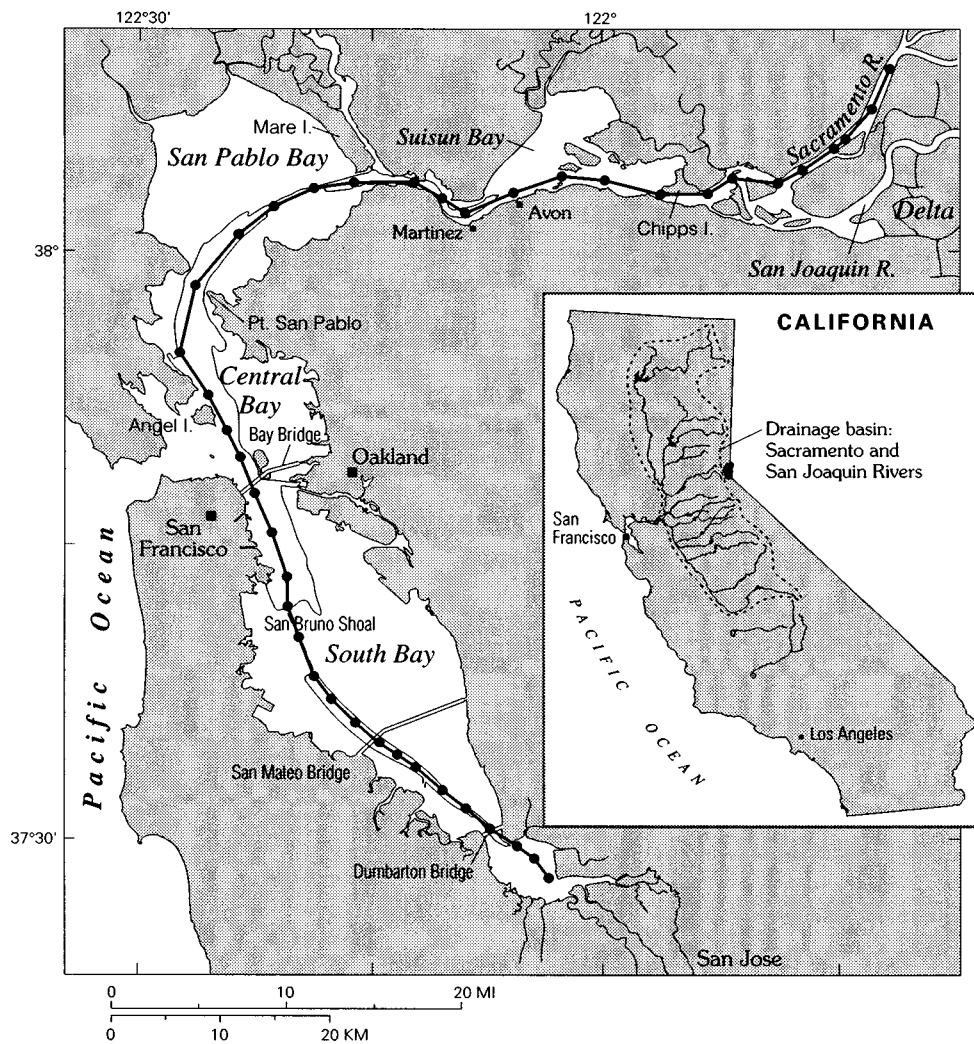 122°30'
122°
Sacramento R.
Mare I.
Suisun Bay
San Pablo Bay
Avon
Martinez
Chipps I.
Delta
38°
San Joaquin R.
Pt. San Pablo
CALIFORNIA
Central
Bay
Angel I.
Bay Bridge
Drainage basin:
Sacramento and
San Joaquin Rivers
Oakland
San
Francisco
San
Francisco
Pacific Ocean
PACIFIC OCEAN
San Bruno Shoal
South Bay
Los Angeles
San Mateo Bridge
37°30'
Dumbarton Bridge
San Jose
0 10 20 MI
0 10 20 KM